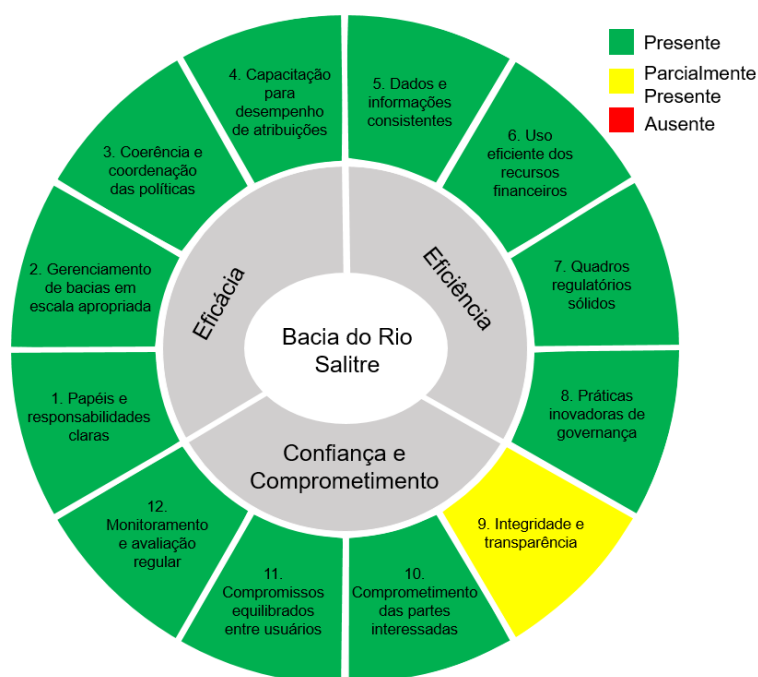 Presente
Parcialmente
Presente
Ausente
4. Capacitação
para
desempenho
de atribuições
5. Dados e
informações
consistentes
3. Coerência e
coordenação
das políticas
6. Uso
eficiente dos
recursos
financeiros
2. Gerenciamento
de bacias em
escala apropriada
7. Quadros
regulatórios
sólidos
Eficácia
Eficiência
Bacia do Rio
Salitre
1. Papéis e
responsabilidades
claras
8. Práticas
inovadoras de
governança
Confiança e
Comprometimento
12.
Monitoramento
e avaliação
regular
9. Integridade e
transparência
11.
Compromissos
equilibrados
entre usuários
10.
Comprometimento
das partes
interessadas